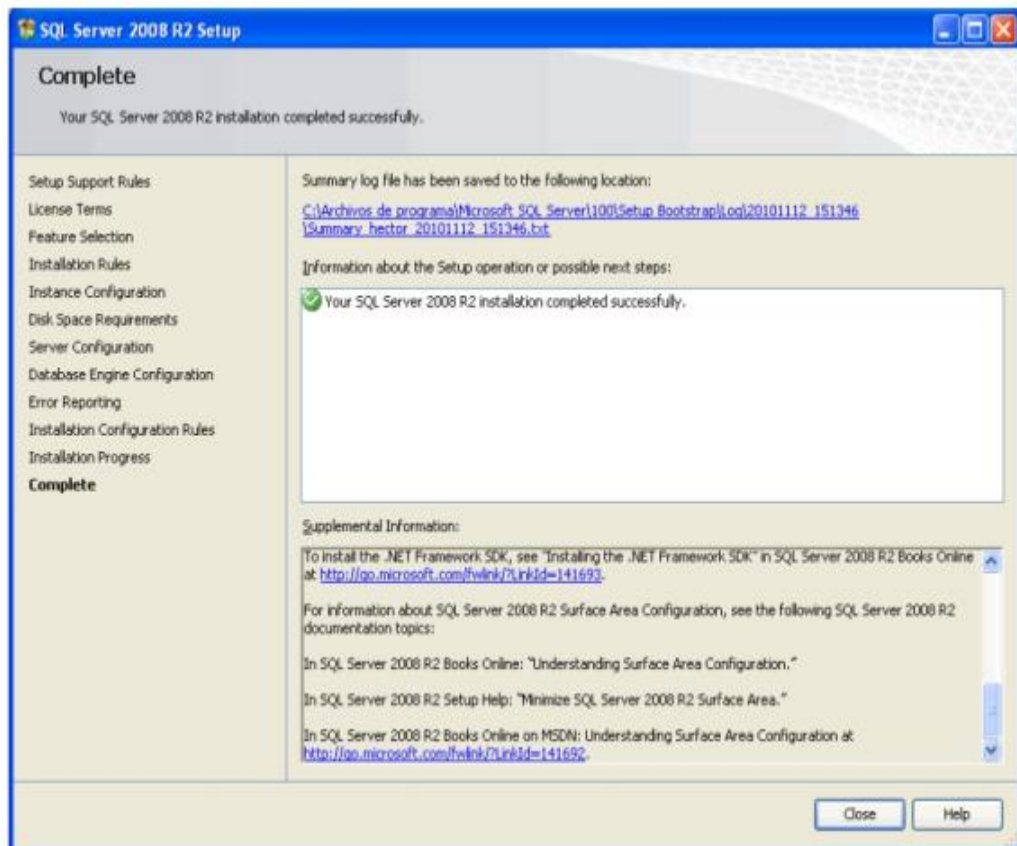 SQL Server 2008 R2 Setup
Complete
Your SQL Server 2008 R2 installation completed successfully.
Setup Support Rules
License Terms
Feature Selection
Installation Rules
Instance Configuration
Disk Space Requirements
Server Configuration
Database Engine Configuration
Error Reporting
Installation Configuration Rules
Installation Progress
Complete
Summary log file has been saved to the following location:
C:\Archivos de programa\Microsoft SQL Server\100\Setup Bootstrap\Log\20101112_151346
\Summary_hector_20101112_151346.txt
Information about the Setup operation or possible next steps:
Your SQL Server 2008 R2 installation completed successfully.
Supplemental Information:
To install the .NET Framework SDK, see "Installing the .NET Framework SDK" in SQL Server 2008 R2 Books Online
at http://go.microsoft.com/fwlink/?LinkId=141693.
For information about SQL Server 2008 R2 Surface Area Configuration, see the following SQL Server 2008 R2
documentation topics:
In SQL Server 2008 R2 Books Online: "Understanding Surface Area Configuration."
In SQL Server 2008 R2 Setup Help: "Minimize SQL Server 2008 R2 Surface Area."
In SQL Server 2008 R2 Books Online on MSDN: Understanding Surface Area Configuration at
http://go.microsoft.com/fwlink/?LinkId=141692.
Close
Help